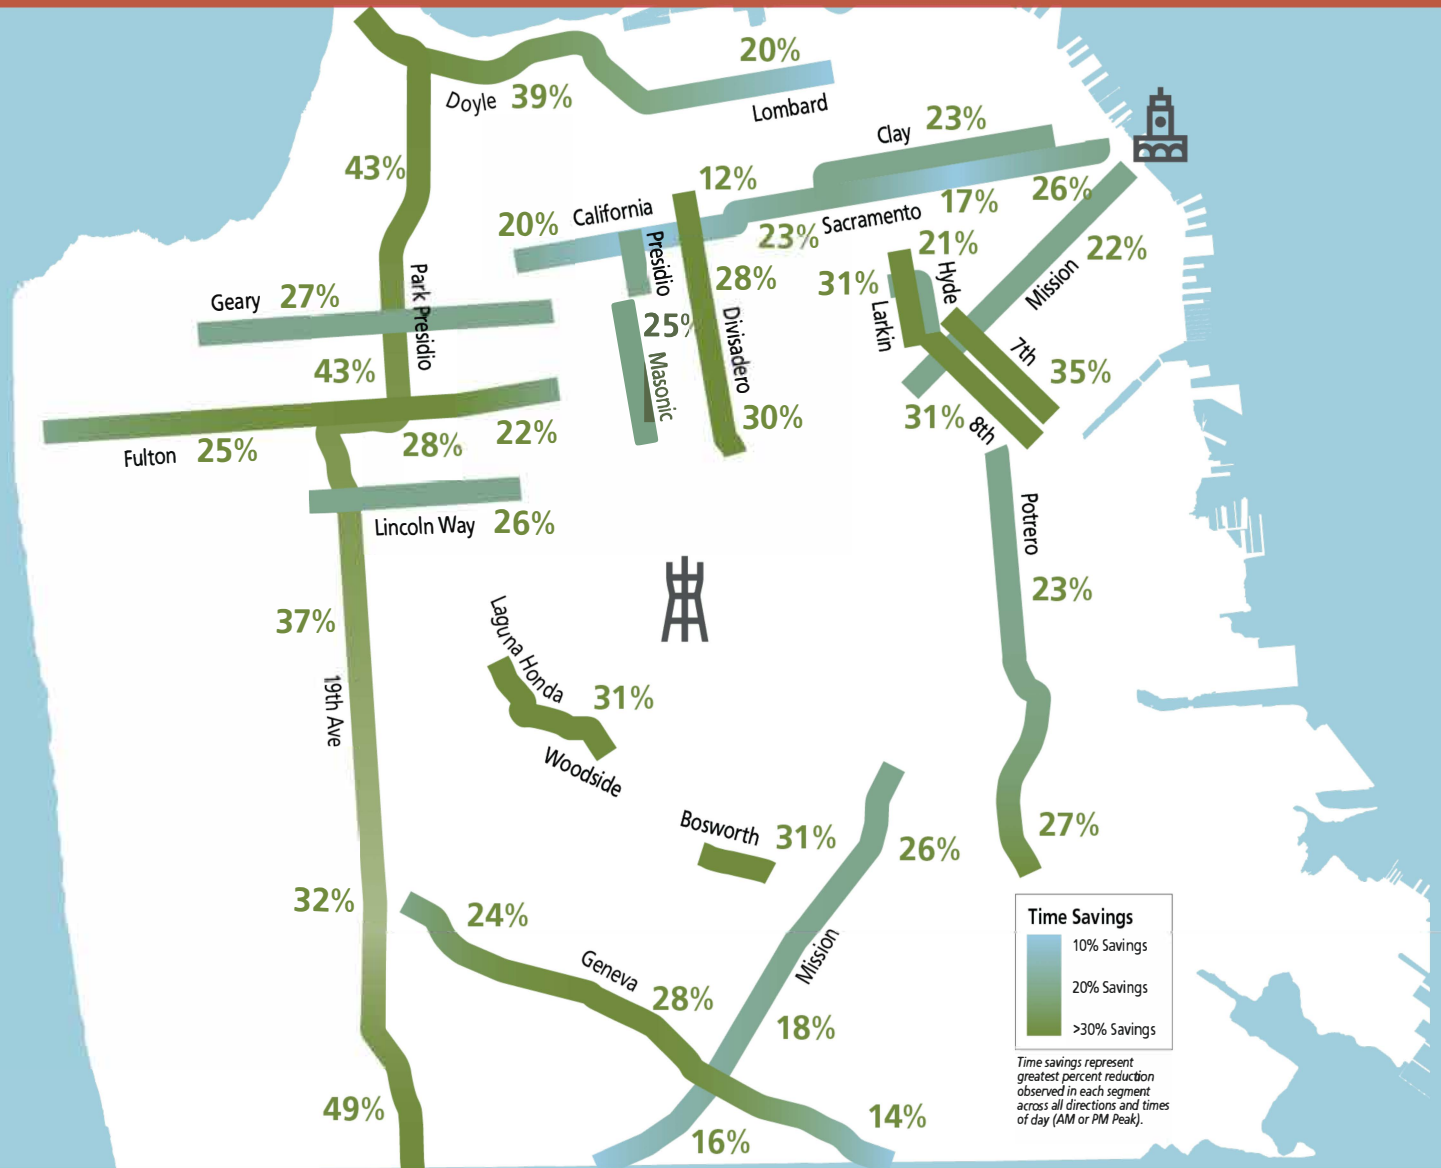 20%
Doyle 39%
Lombard
Clay 23%
43%
12%
26%
17%
20% California
Sacramento
23%
21%
22%
Presidio
28%
31%
Hyde
Mission
Park Presidio
Geary 27%
Larkin
25%
Divisadero
7th
43%
Masonic
35%
30%
31%
8th
22%
28%
Fulton 25%
Lincoln Way 26%
Potrero
23%
37%
Laguna Honda
19th Ave
31%
Woodside
Bosworth 31%
27%
26%
32%
24%
Mission
Geneva
28%
18%
49%
14%
16%
Time Savings
10% Savings
20% Savings
>30% Savings
Time savings represent
greatest percent reduction
observed in each segment
across all directions and times
of day (AM or PM Peak).